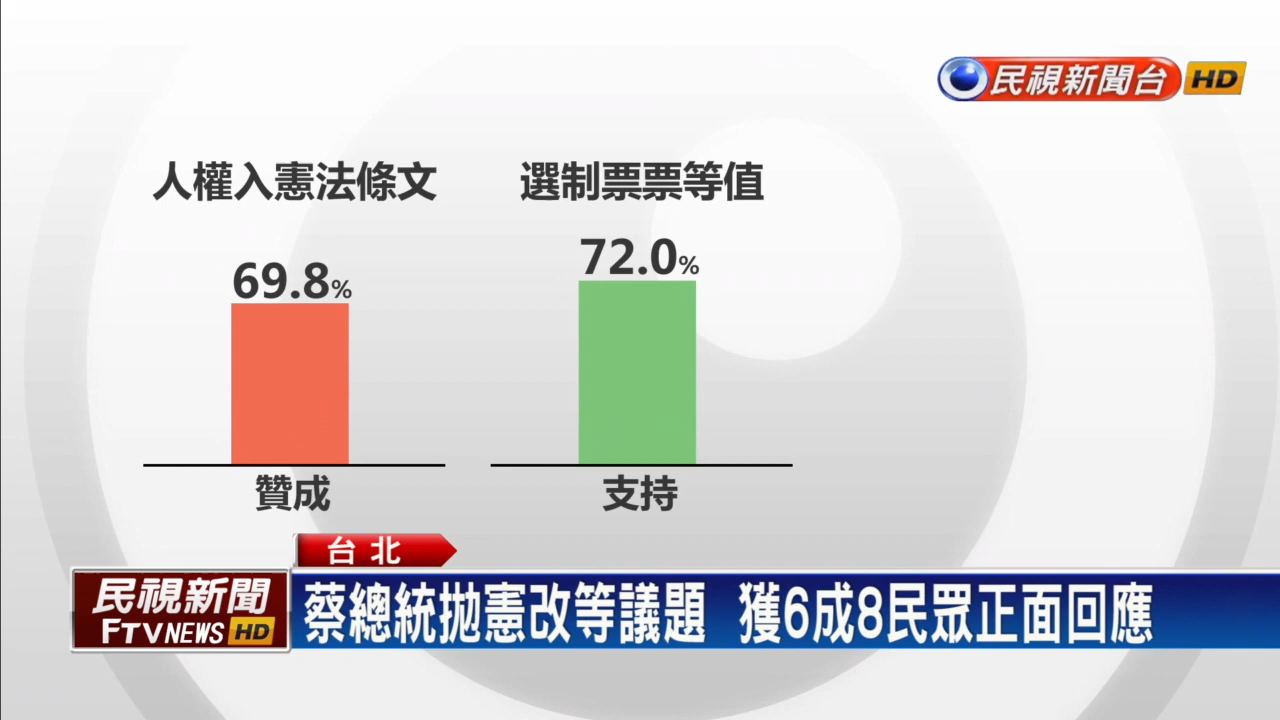 民視新聞台 HD
人權入憲法條文
選制票票等值
69.8%
72.0%
贊成
支持
台北
民視新聞
FTVNEWS HD
蔡總統拋憲改等議題 獲6成8民眾正面回應